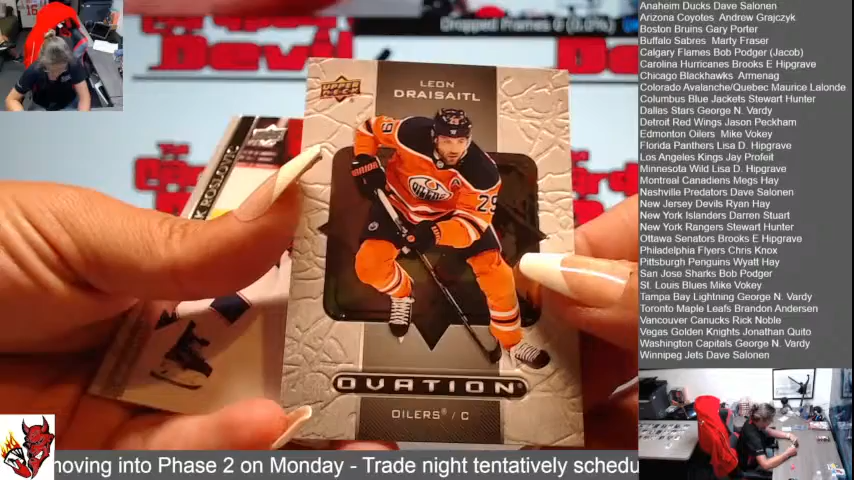 Dropped Frames 0 (0.0%)
UPPER DECK
LEON
DRAISAITL
29
OILERS
A
29
OVATION
OILERS / C
K ROSLOVIC
The
Devil
Anaheim Ducks Dave Salonen
Arizona Coyotes Andrew Grajczyk
Boston Bruins Gary Porter
Buffalo Sabres Marty Fraser
Calgary Flames Bob Podger (Jacob)
Carolina Hurricanes Brooks E Hipgrave
Chicago Blackhawks Armenag
Colorado Avalanche/Quebec Maurice Lalonde
Columbus Blue Jackets Stewart Hunter
Dallas Stars George N. Vardy
Detroit Red Wings Jason Peckham
Edmonton Oilers Mike Vokey
Florida Panthers Lisa D. Hipgrave
Los Angeles Kings Jay Profeit
Minnesota Wild Lisa D. Hipgrave
Montreal Canadiens Megs Hay
Nashville Predators Dave Salonen
New Jersey Devils Ryan Hay
New York Islanders Darren Stuart
New York Rangers Stewart Hunter
Ottawa Senators Brooks E Hipgrave
Philadelphia Flyers Chris Knox
Pittsburgh Penguins Wyatt Hay
San Jose Sharks Bob Podger
St. Louis Blues Mike Vokey
Tampa Bay Lightning George N. Vardy
Toronto Maple Leafs Brandon Andersen
Vancouver Canucks Rick Noble
Vegas Golden Knights Jonathan Quito
Washington Capitals George N. Vardy
Winnipeg Jets Dave Salonen
moving into Phase 2 on Monday - Trade night tentatively schedu